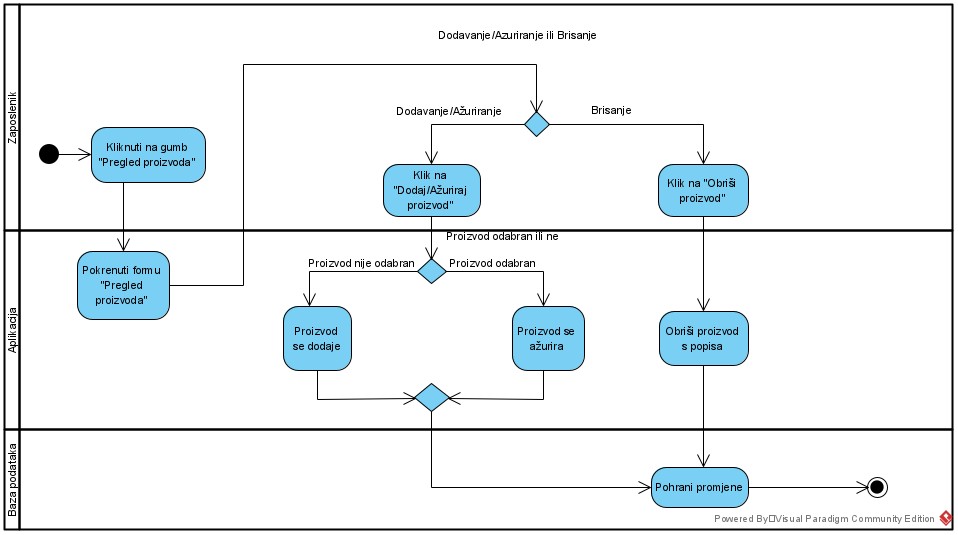 Dodavanje/Azuriranje ili Brisanje
Zaposlenik
Dodavanje/Ažuriranje
Brisanje
Kliknuti na gumb
"Pregled proizvoda"
Klik na
"Dodaj/Ažuriraj
proizvod"
Klik na "Obriši
proizvod"
Aplikacija
Proizvod odabran ili ne
Pokrenuti formu
"Pregled
proizvoda"
Proizvod nije odabran
Proizvod odabran
Proizvod
se dodaje
Proizvod se
ažurira
Obriši proizvod
s popisa
Baza podataka
Pohrani promjene
Powered By Visual Paradigm Community Edition